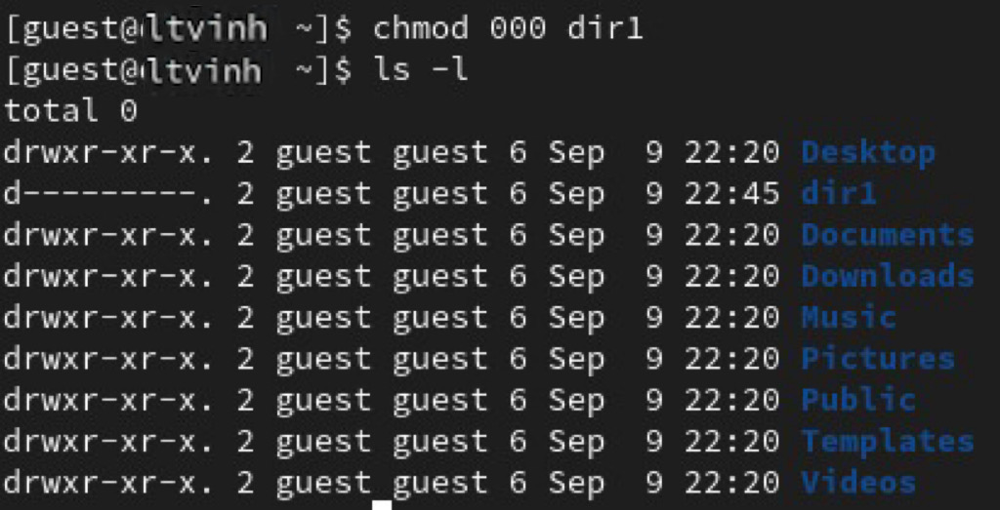 [guest@ltvinh ~]$ chmod 000 dir1
[guest@ltvinh ~]$ ls -l
total 0
drwxr-xr-x. 2 guest guest 6 Sep  9 22:20 Desktop
d---------. 2 guest guest 6 Sep  9 22:45 dir1
drwxr-xr-x. 2 guest guest 6 Sep  9 22:20 Documents
drwxr-xr-x. 2 guest guest 6 Sep  9 22:20 Downloads
drwxr-xr-x. 2 guest guest 6 Sep  9 22:20 Music
drwxr-xr-x. 2 guest guest 6 Sep  9 22:20 Pictures
drwxr-xr-x. 2 guest guest 6 Sep  9 22:20 Public
drwxr-xr-x. 2 guest guest 6 Sep  9 22:20 Templates
drwxr-xr-x. 2 guest guest 6 Sep  9 22:20 Videos